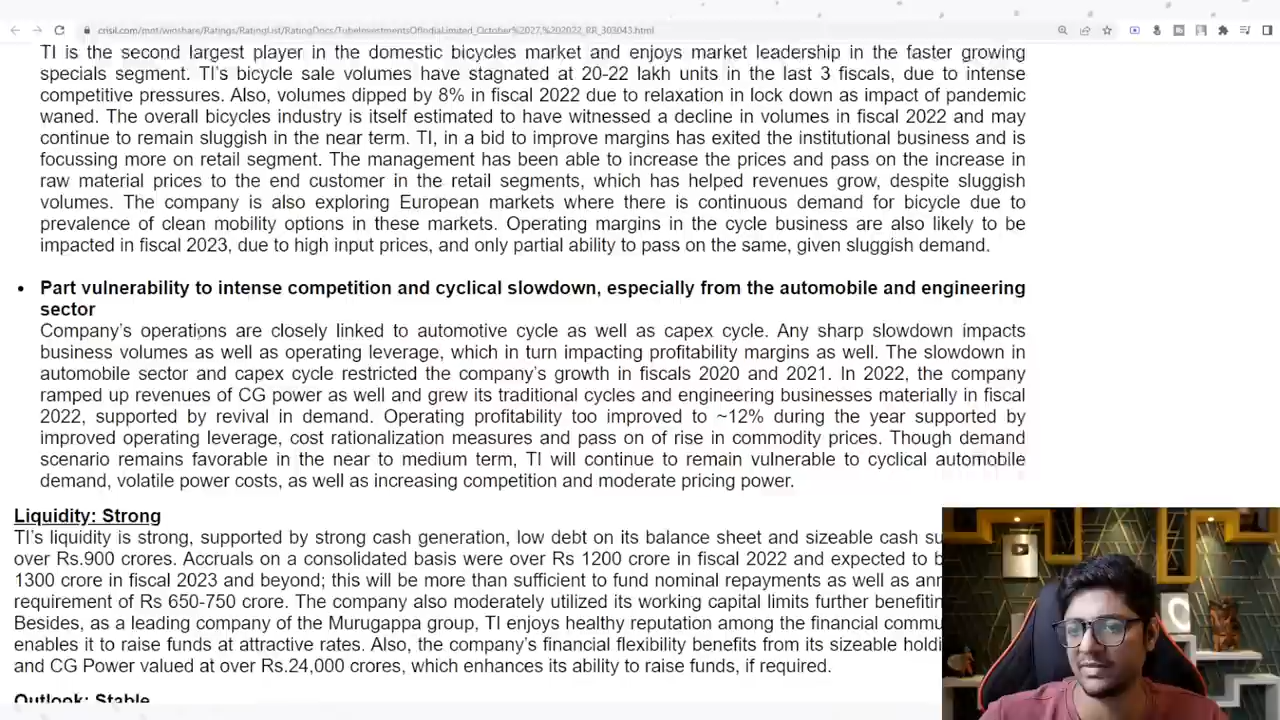 crisil.com/mnt/winshare/Ratings/RatingList/RatingDocs/TubeInvestmentsOfIndiaLimited_October%2027,%202022_RR_303043.html
TI is the second largest player in the domestic bicycles market and enjoys market leadership in the faster growing
specials segment. TI's bicycle sale volumes have stagnated at 20-22 lakh units in the last 3 fiscals, due to intense
competitive pressures. Also, volumes dipped by 8% in fiscal 2022 due to relaxation in lock down as impact of pandemic
waned. The overall bicycles industry is itself estimated to have witnessed a decline in volumes in fiscal 2022 and may
continue to remain sluggish in the near term. TI, in a bid to improve margins has exited the institutional business and is
focussing more on retail segment. The management has been able to increase the prices and pass on the increase in
raw material prices to the end customer in the retail segments, which has helped revenues grow, despite sluggish
volumes. The company is also exploring European markets where there is continuous demand for bicycle due to
prevalence of clean mobility options in these markets. Operating margins in the cycle business are also likely to be
impacted in fiscal 2023, due to high input prices, and only partial ability to pass on the same, given sluggish demand.
• Part vulnerability to intense competition and cyclical slowdown, especially from the automobile and engineering
sector
Company's operations are closely linked to automotive cycle as well as capex cycle. Any sharp slowdown impacts
business volumes as well as operating leverage, which in turn impacting profitability margins as well. The slowdown in
automobile sector and capex cycle restricted the company's growth in fiscals 2020 and 2021. In 2022, the company
ramped up revenues of CG power as well and grew its traditional cycles and engineering businesses materially in fiscal
2022, supported by revival in demand. Operating profitability too improved to ~12% during the year supported by
improved operating leverage, cost rationalization measures and pass on of rise in commodity prices. Though demand
scenario remains favorable in the near to medium term, TI will continue to remain vulnerable to cyclical automobile
demand, volatile power costs, as well as increasing competition and moderate pricing power.
Liquidity: Strong
TI's liquidity is strong, supported by strong cash generation, low debt on its balance sheet and sizeable cash su
over Rs.900 crores. Accruals on a consolidated basis were over Rs 1200 crore in fiscal 2022 and expected to b
1300 crore in fiscal 2023 and beyond; this will be more than sufficient to fund nominal repayments as well as ann
requirement of Rs 650-750 crore. The company also moderately utilized its working capital limits further benefitin
Besides, as a leading company of the Murugappa group, TI enjoys healthy reputation among the financial commu
enables it to raise funds at attractive rates. Also, the company's financial flexibility benefits from its sizeable holdi
and CG Power valued at over Rs.24,000 crores, which enhances its ability to raise funds, if required.
Outlook: Stable